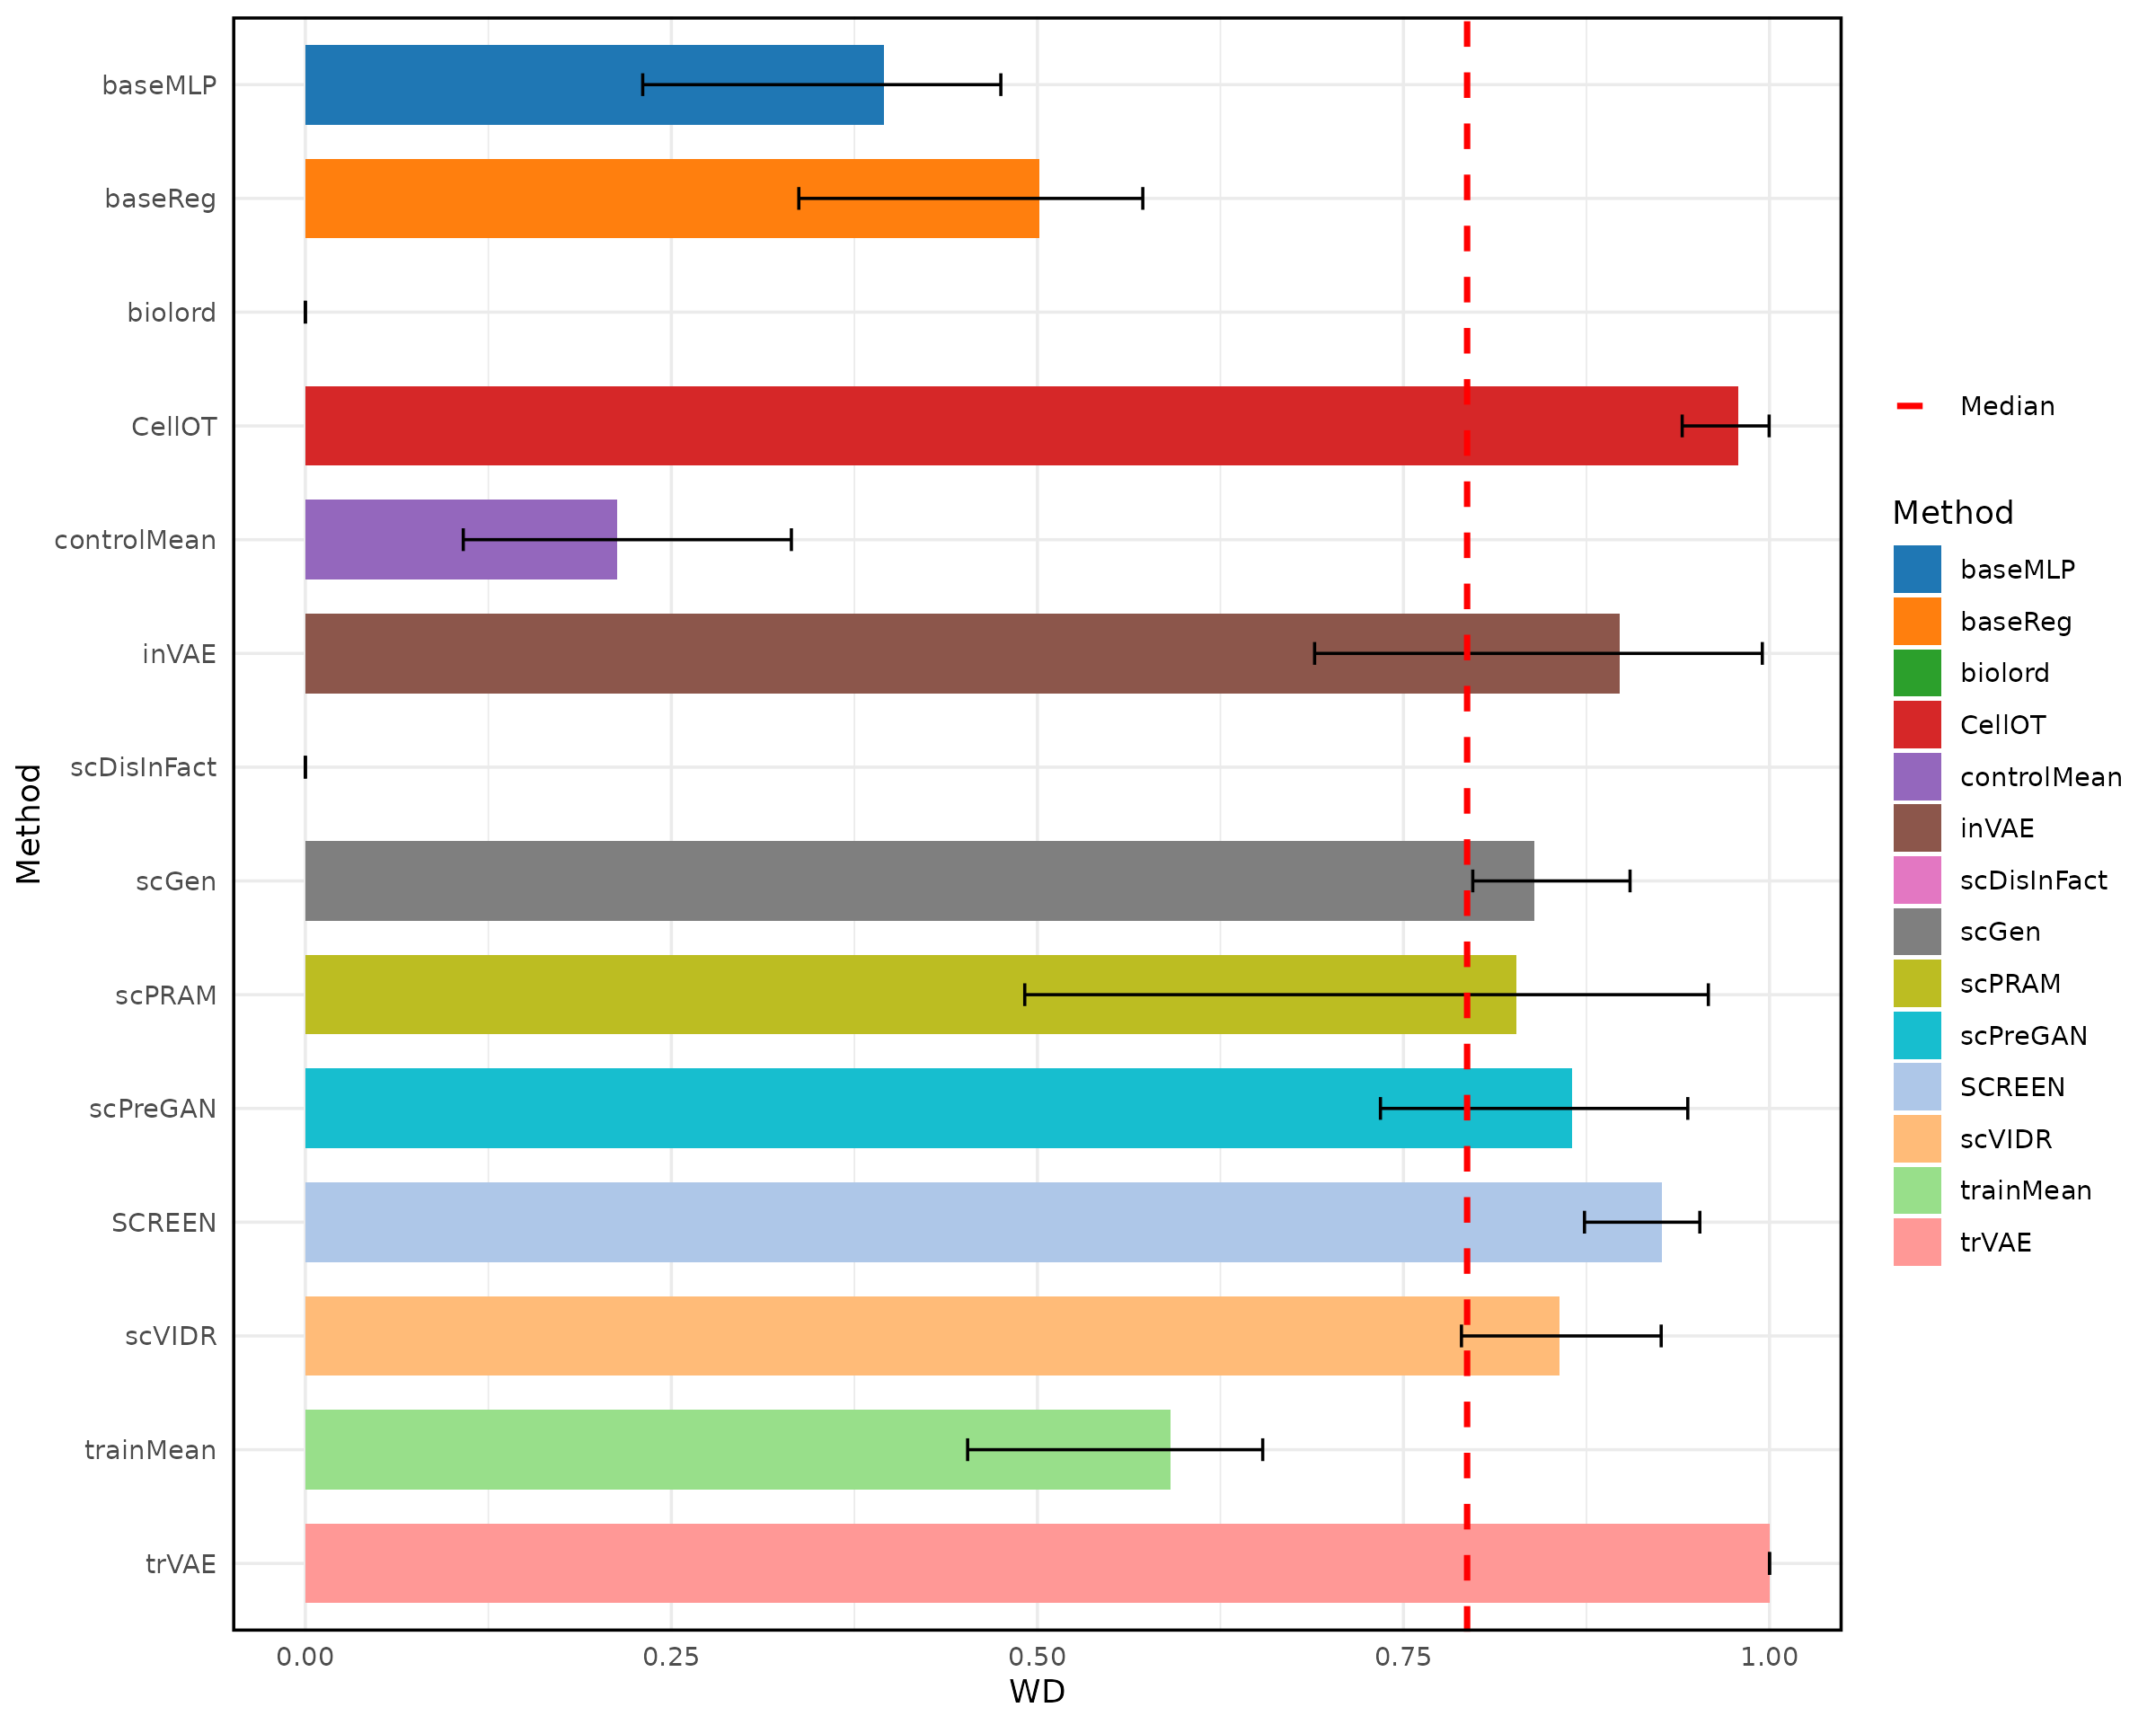 baseMLP
baseReg
biolord
CellOT
controlMean
inVAE
scDisInFact
scGen
scPRAM
scPreGAN
SCREEN
scVIDR
trainMean
trVAE
Method
0.00 0.25 0.50 0.75 1.00
WD
Median
Method
baseMLP
baseReg
biolord
CellOT
controlMean
inVAE
scDisInFact
scGen
scPRAM
scPreGAN
SCREEN
scVIDR
trainMean
trVAE